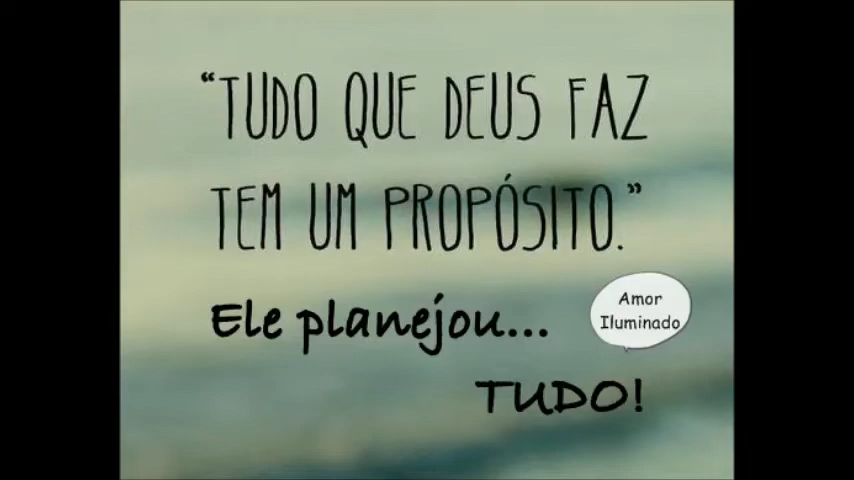 “TUDO QUE DEUS FAZ
TEM UM PROPÓSITO.”
Ele planejou...
Amor
Iluminado
TUDO!